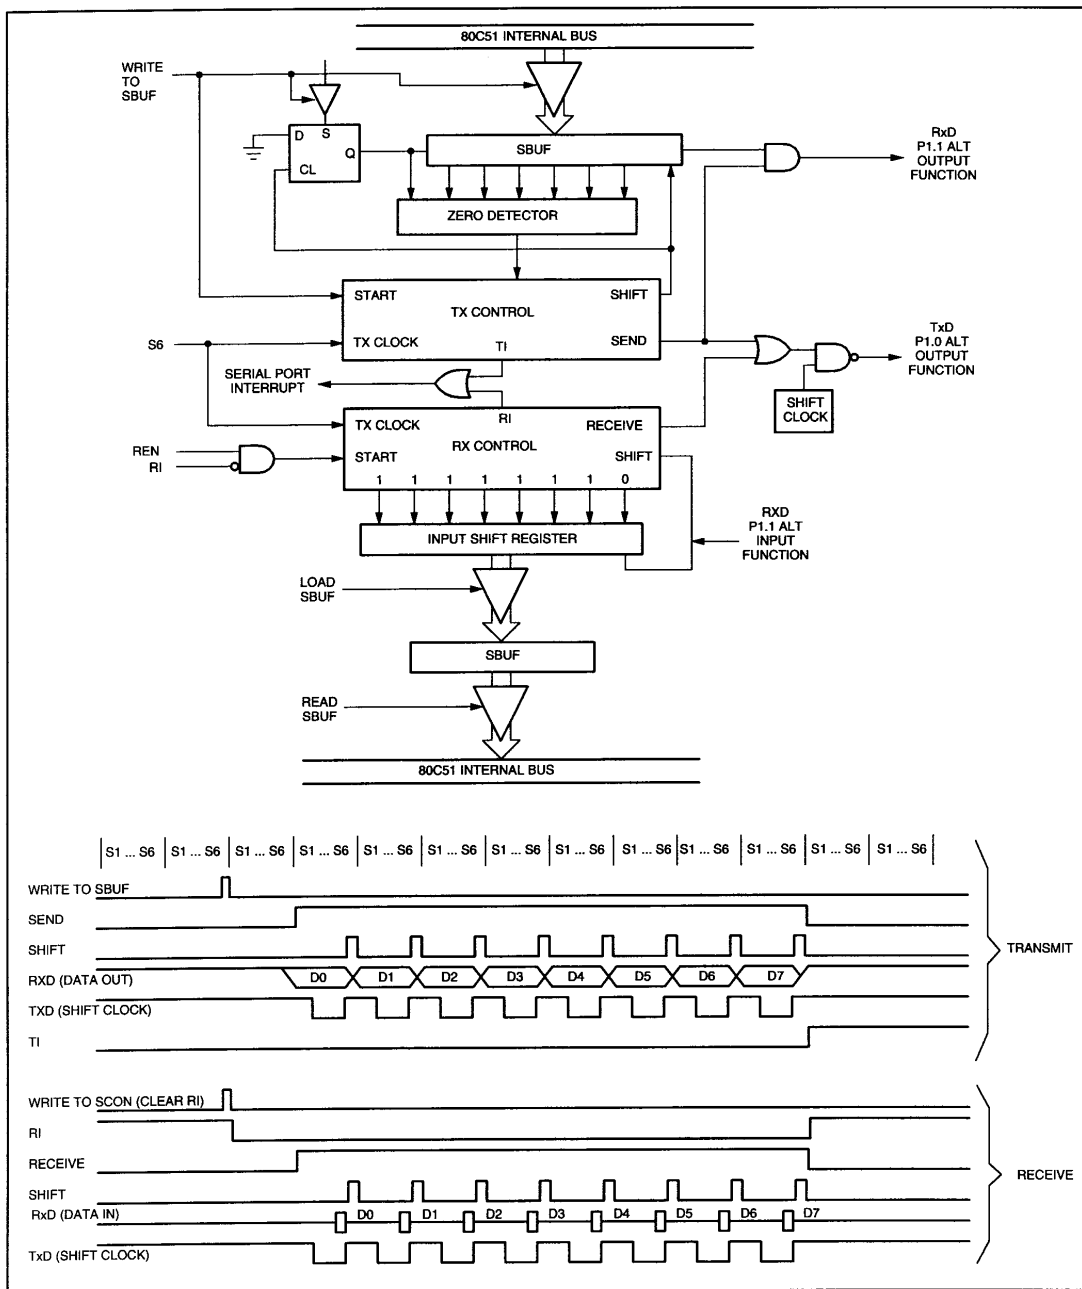 80C51 INTERNAL BUS
WRITE
TO
SBUF
D
S
Q
CL
SBUF
RxD
P1.1 ALT
OUTPUT
FUNCTION
ZERO DETECTOR
START
SHIFT
TX CONTROL
S6
TX CLOCK
TI
SEND
TxD
P1.0 ALT
OUTPUT
FUNCTION
SERIAL PORT
INTERRUPT
SHIFT
CLOCK
TX CLOCK
RI
RECEIVE
RX CONTROL
REN
RI
START
SHIFT
1 1 1 1 1 1 1 0
RXD
P1.1 ALT
INPUT
FUNCTION
INPUT SHIFT REGISTER
LOAD
SBUF
SBUF
READ
SBUF
80C51 INTERNAL BUS
S1 ... S6 S1 ... S6 S1 ... S6 S1 ... S6 S1 ... S6 S1 ... S6 S1 ... S6 S1 ... S6 S1 ... S6 S1 ... S6 S1 ... S6 S1 ... S6 S1 ... S6
WRITE TO SBUF
SEND
SHIFT
TRANSMIT
RXD (DATA OUT) D0 D1 D2 D3 D4 D5 D6 D7
TXD (SHIFT CLOCK)
TI
WRITE TO SCON (CLEAR RI)
RI
RECEIVE
RECEIVE
SHIFT
RxD (DATA IN) D0 D1 D2 D3 D4 D5 D6 D7
TxD (SHIFT CLOCK)